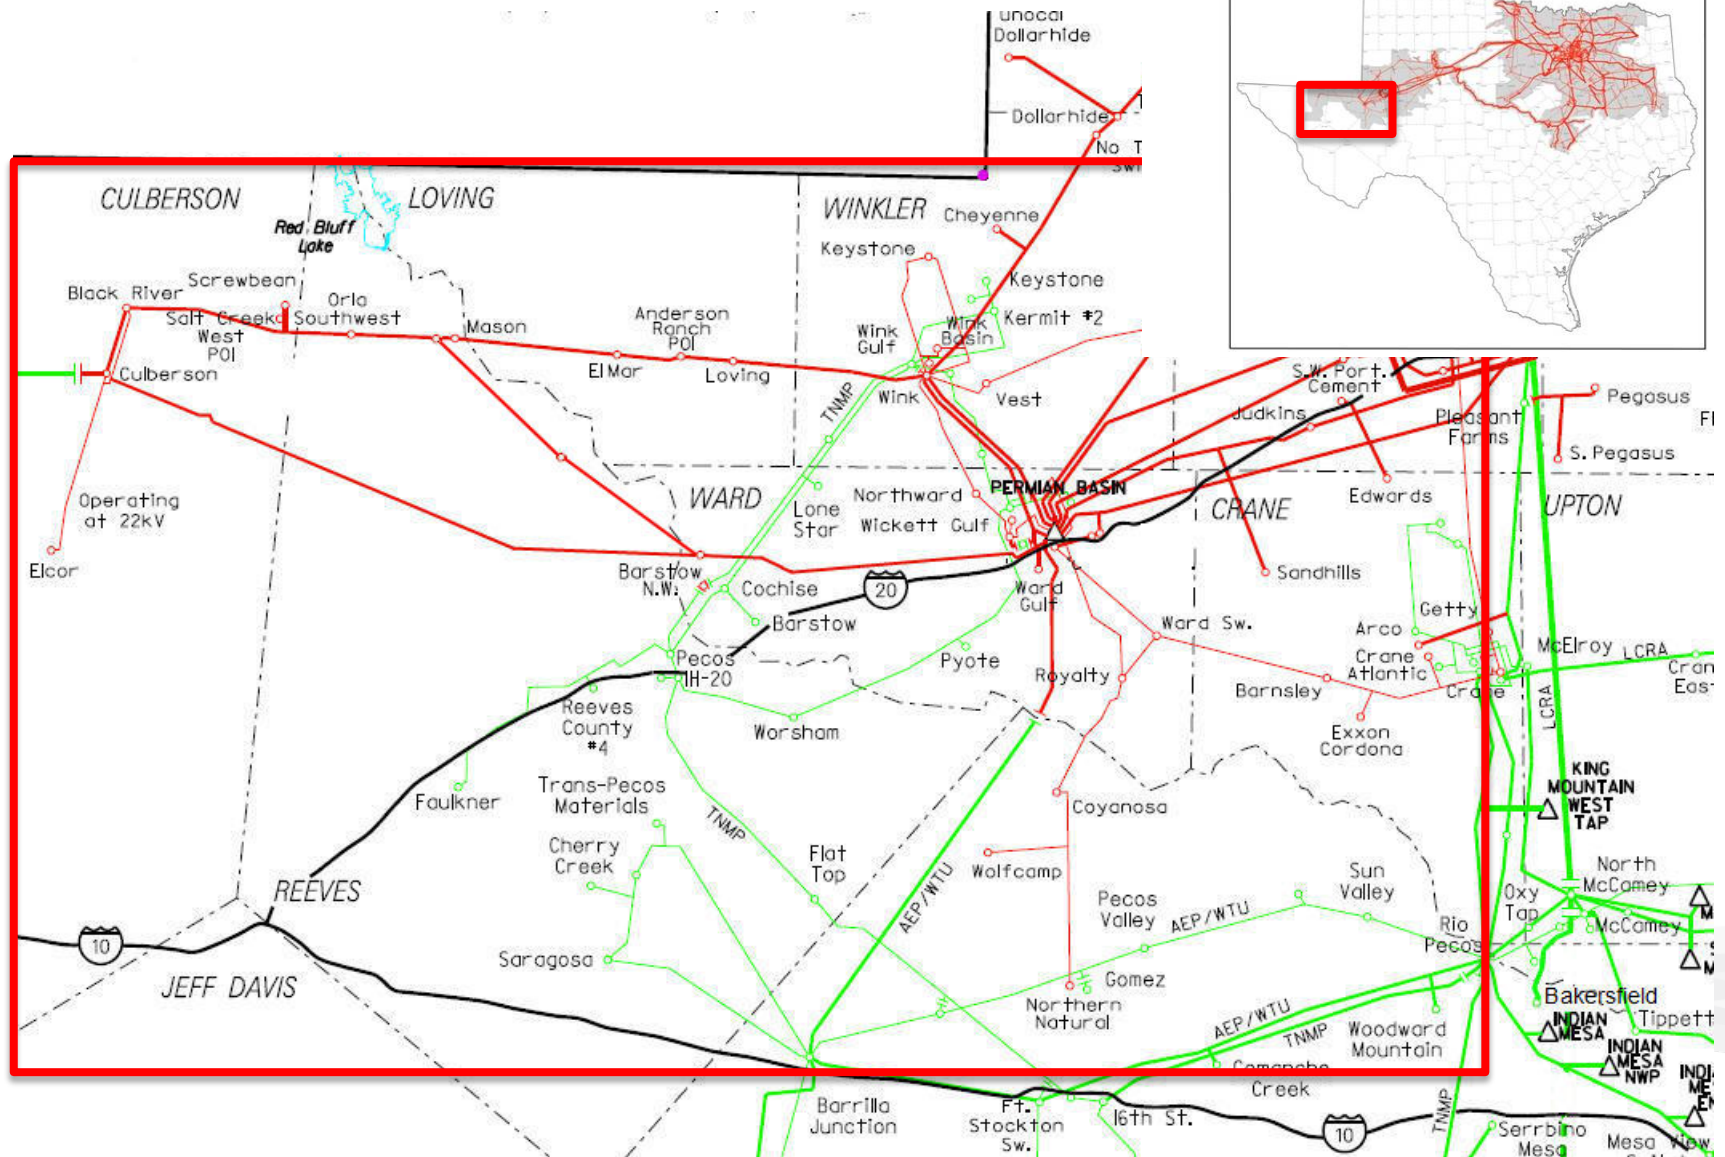 Unocal
Dollarhide
Dollarhide
No T
CULBERSON
LOVING
WINKLER
Cheyenne
Red Bluff
Lake
Keystone
Keystone
Screwbean
Black River
Orla
Southwest
Salt Creek
West
POI
Mason
Anderson
Ranch
POI
Wink
Gulf
Wink
Basin
Kermit #2
Culberson
El Mar
Loving
Wink
Vest
TNMP
S.W. Port.
Cement
Judkins
Pleasant
Farms
Pegasus
S. Pegasus
Operating
at 22kV
WARD
Lone
Star
Northward
Wickett Gulf
PERMIAN BASIN
CRANE
Edwards
UPTON
Elcor
Barstow
N.W.
Cochise
Barstow
20
Ward
Gulf
Sandhills
Getty
Arco
Crane
Atlantic
Ward Sw.
McElroy
LCRA
Cran
East
Pecos
IH-20
Pyote
Royalty
Barnsley
Crane
LCRA
Reeves
County
#4
Worsham
Exxon
Cordona
Faulkner
Trans-Pecos
Materials
Coyanosa
KING
MOUNTAIN
WEST
TAP
TNMP
Cherry
Creek
Flat
Top
Wolfcamp
AEP/WTU
Pecos
Valley
AEP/WTU
Sun
Valley
Oxy
Tap
North
McCamey
McCamey
REEVES
10
Saragosa
Rio
Pecos
JEFF DAVIS
Gomez
Northern
Natural
AEP/WTU
TNMP
Woodward
Mountain
Bakersfield
INDIAN
MESA
Tippett
INDIAN
MESA
NWP
Comanche
Creek
Barrilla
Junction
Ft.
Stockton
Sw.
16th St.
10
TNMP
Serrbino
Mesa
Mesa View